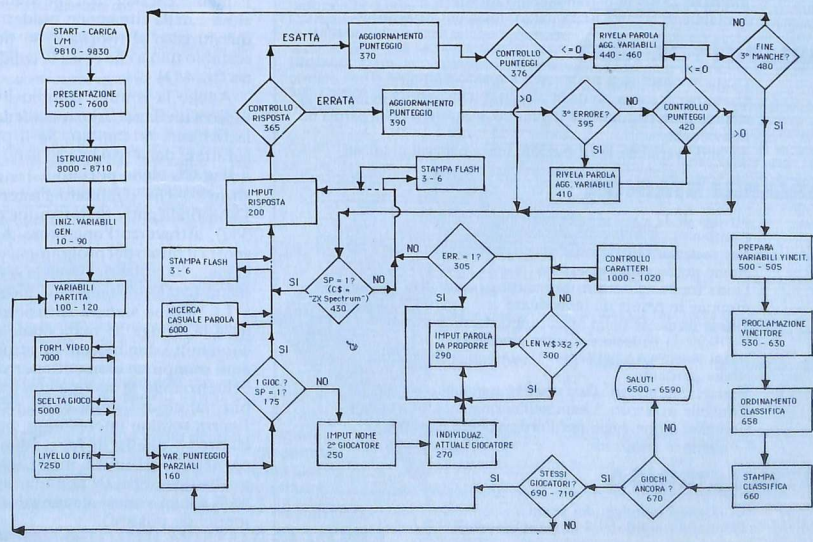 START - CARICA
L/M
9810 - 9830
PRESENTAZIONE
7500 - 7600
ISTRUZIONI
8000 - 8710
INIZ. VARIABILI
GEN.
10 - 90
VARIABILI
PARTITA
100 - 120
FORM. VIDEO
7000
SCELTA GIOCO
5000
LIVELLO DIFF.
7250
VAR. PUNTEGGIO
PARZIALI
160
1 GIOC.?
SP = 1?
175
SI
NO
RICERCA
CASUALE PAROLA
6000
STAMPA FLASH
3 - 6
IMPUT
RISPOSTA
200
CONTROLLO
RISPOSTA
365
ESATTA
ERRATA
AGGIORNAMENTO
PUNTEGGIO
370
AGGIORNAMENTO
PUNTEGGIO
390
CONTROLLO
PUNTEGGI
376
<=0
>0
RIVELA PAROLA
AGG. VARIABILI
440 - 460
3° ERRORE?
395
NO
SI
RIVELA PAROLA
AGG. VARIABILI
410
CONTROLLO
PUNTEGGI
420
<=0
>0
FINE
3° MANCHE?
480
NO
SI
STAMPA FLASH
3 - 6
SP = 1?
(C$ =
"ZX Spectrum")
430
SI
NO
ERR. = 1?
305
NO
SI
CONTROLLO
CARATTERI
1000 - 1020
IMPUT PAROLA
DA PROPORRE
290
LEN W$>32 ?
300
NO
SI
IMPUT NOME
2° GIOCATORE
250
INDIVIDUAZ.
ATTUALE GIOCATORE
270
PREPARA
VARIABILI VINCIT.
500 - 505
PROCLAMAZIONE
VINCITORE
530 - 630
ORDINAMENTO
CLASSIFICA
658
STAMPA
CLASSIFICA
660
GIOCHI
ANCORA ?
670
NO
SI
SALUTI
6500 - 6590
STESSI
GIOCATORI ?
690 - 710
SI
NO